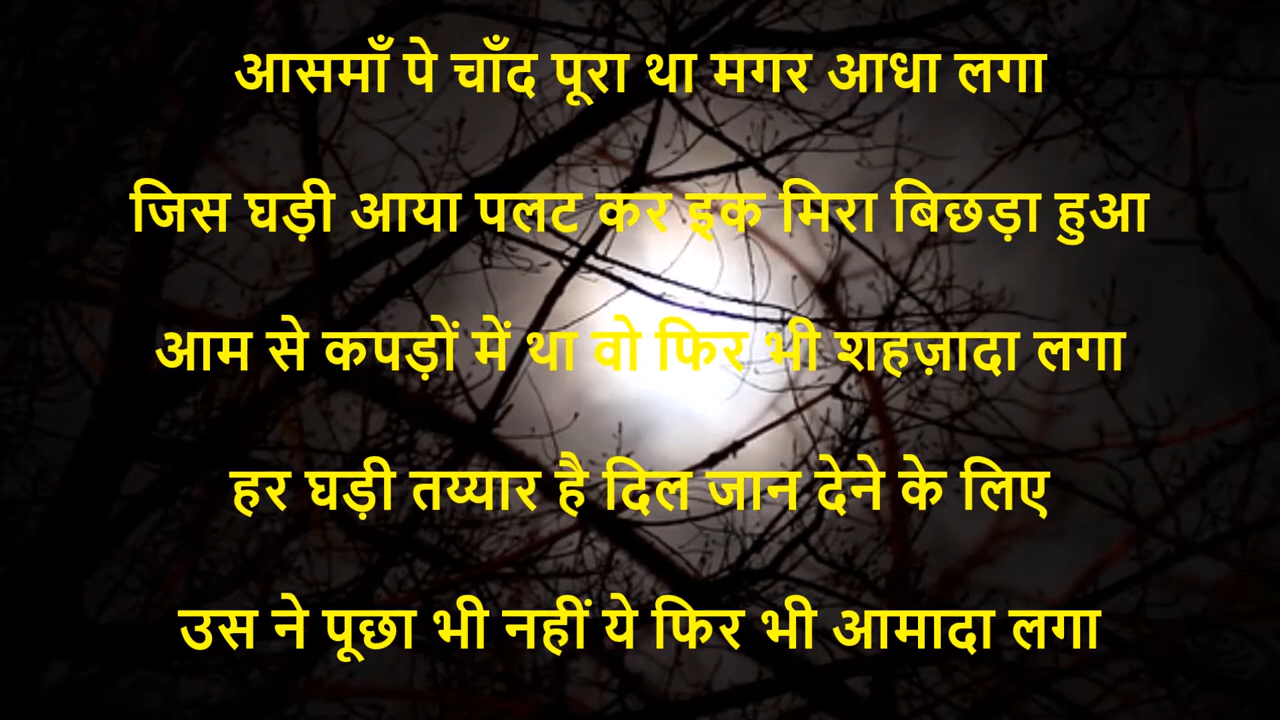 आसमाँ पे चाँद पूरा था मगर आधा लगा
जिस घड़ी आया पलट कर इक मिरा बिछड़ा हुआ
आम से कपड़ों में था वो फिर भी शहज़ादा लगा
हर घड़ी तय्यार है दिल जान देने के लिए
उस ने पूछा भी नहीं ये फिर भी आमादा लगा